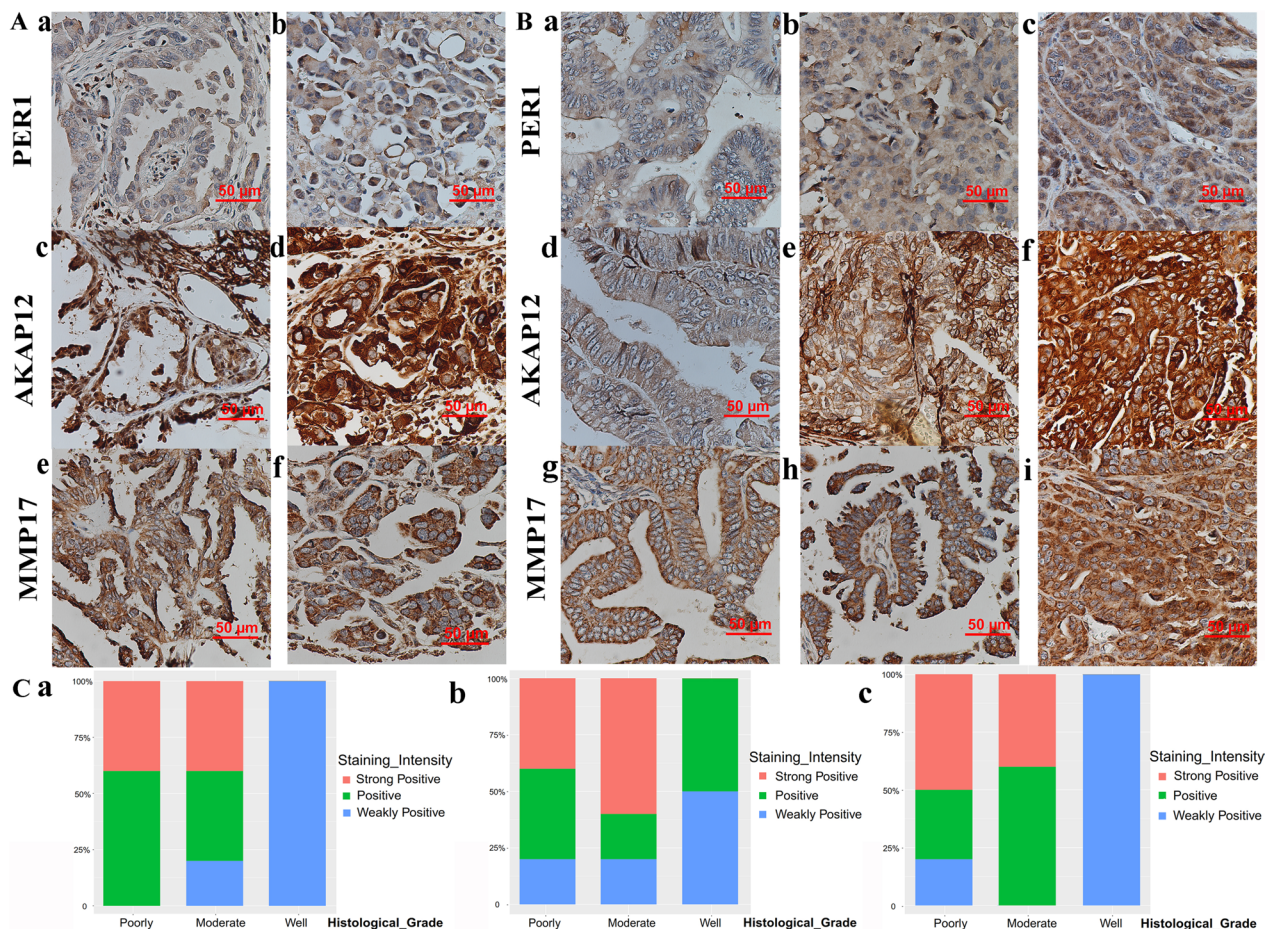 A a b B a b c
PER1 PER1
50 µm 50 µm 50 µm 50 µm 50 µm
c d d e f
AKAP12 AKAP12
50 µm 50 µm 50 µm 50 µm 50 µm
e f g h i
MMP17 MMP17
50 µm 50 µm 50 µm 50 µm 50 µm
C a
100%
75%
50%
25%
0
Staining_Intensity
Strong Positive
Positive
Weakly Positive
Poorly Moderate Well Histological_Grade
b
100%
75%
50%
25%
0
Staining_Intensity
Strong Positive
Positive
Weakly Positive
Poorly Moderate Well Histological_Grade
c
100%
75%
50%
25%
0
Staining_Intensity
Strong Positive
Positive
Weakly Positive
Poorly Moderate Well Histological_Grade